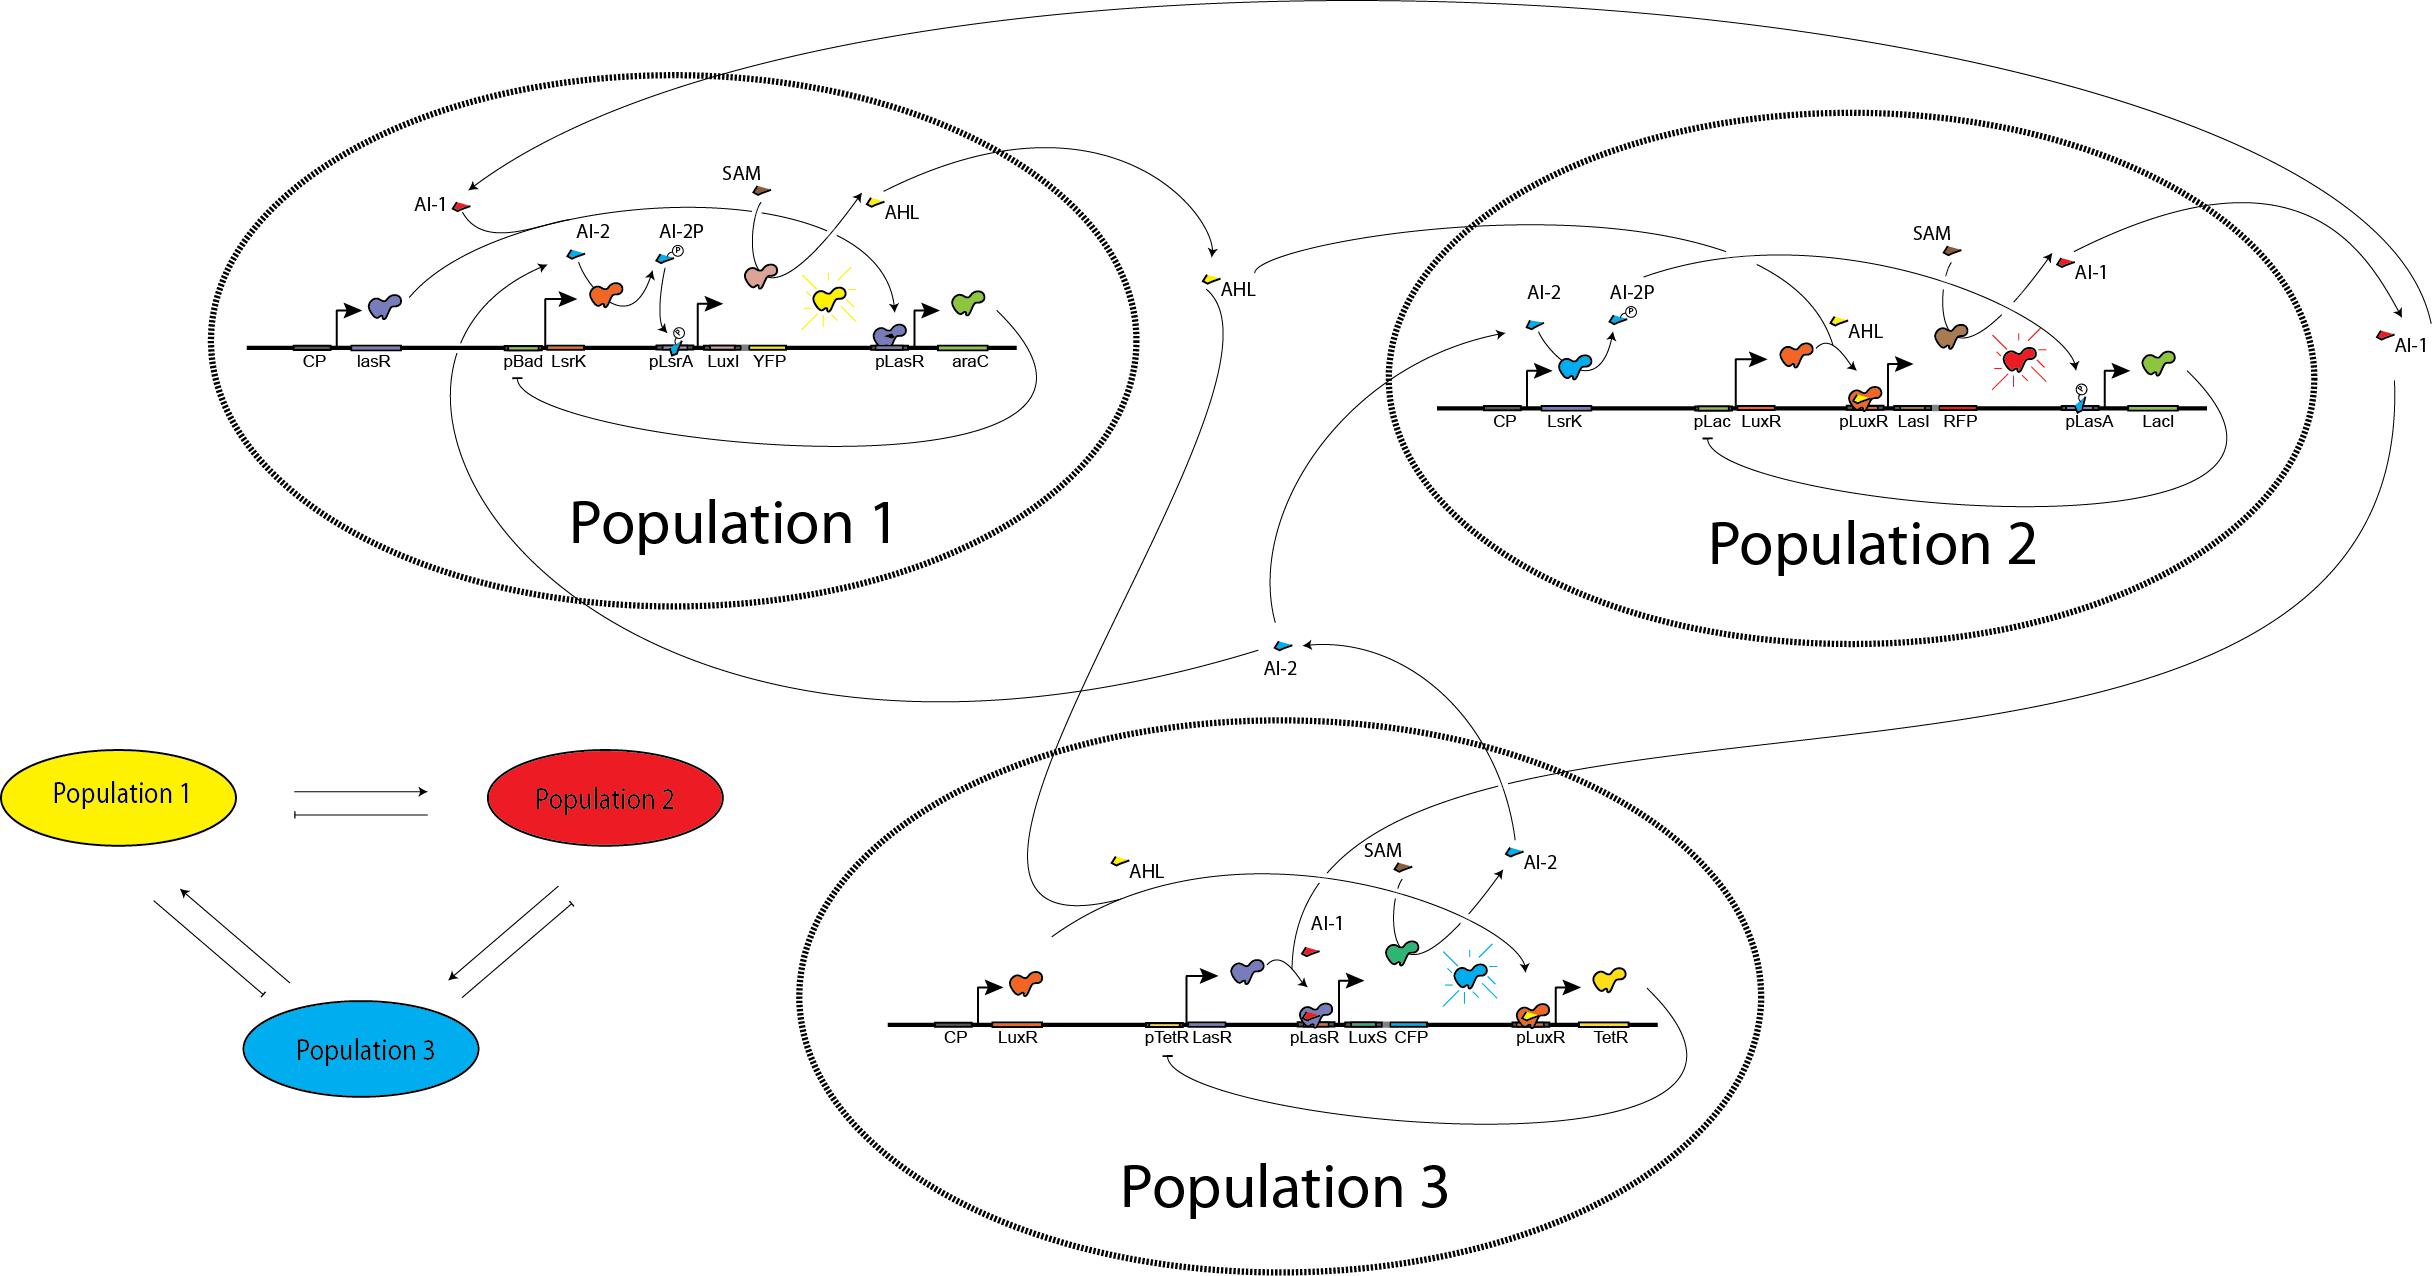 SAM
AI-1
AHL
AI-2
AI-2P
P
P
CP
lasR
pBad
LsrK
pLsrA
LuxI
YFP
pLasR
araC
Population 1
AHL
SAM
AI-1
AI-2
AI-2P
P
AHL
P
CP
LsrK
pLac
LuxR
pLuxR
LasI
RFP
pLasA
LacI
Population 2
AI-1
AI-2
Population 1
Population 2
Population 3
SAM
AHL
AI-2
AI-1
CP
LuxR
pTetR
LasR
pLasR
LuxS
CFP
pLuxR
TetR
Population 3